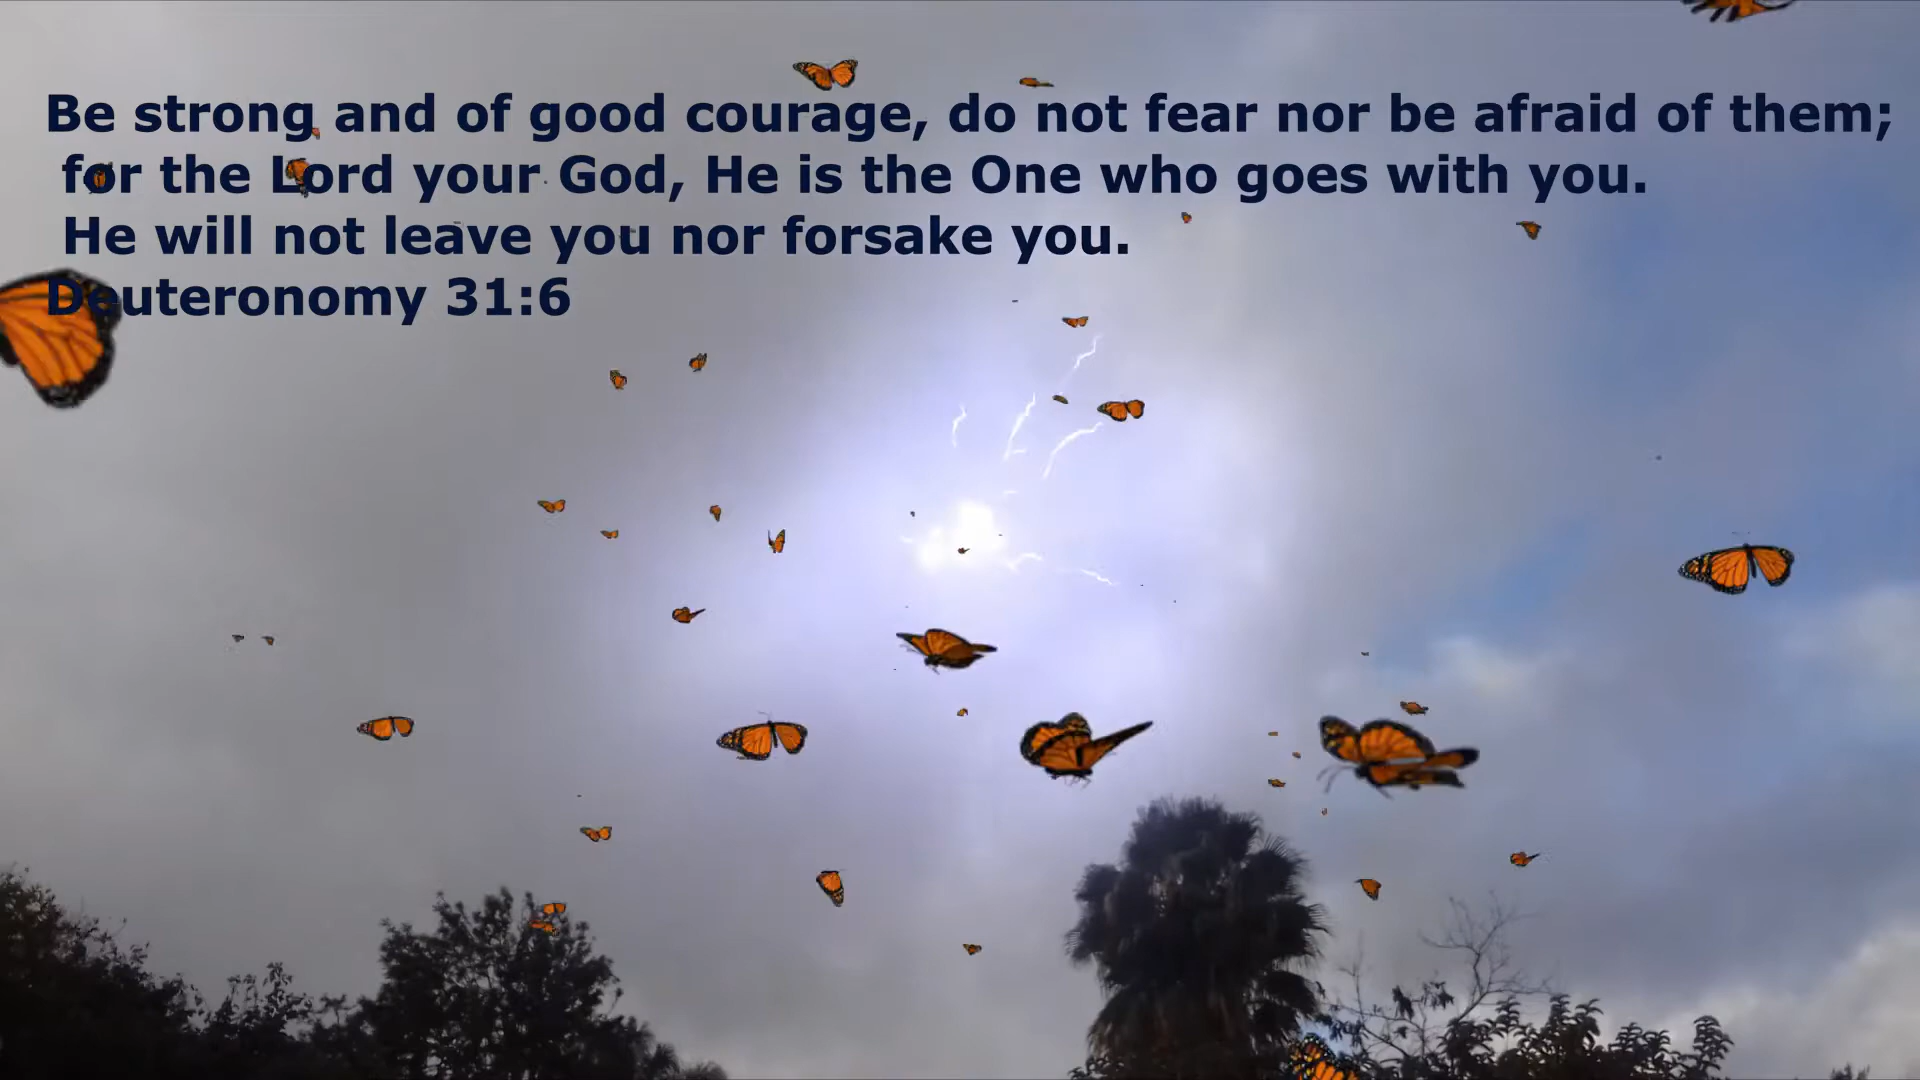 Be strong and of good courage, do not fear nor be afraid of them;
for the Lord your God, He is the One who goes with you.
He will not leave you nor forsake you.
Deuteronomy 31:6